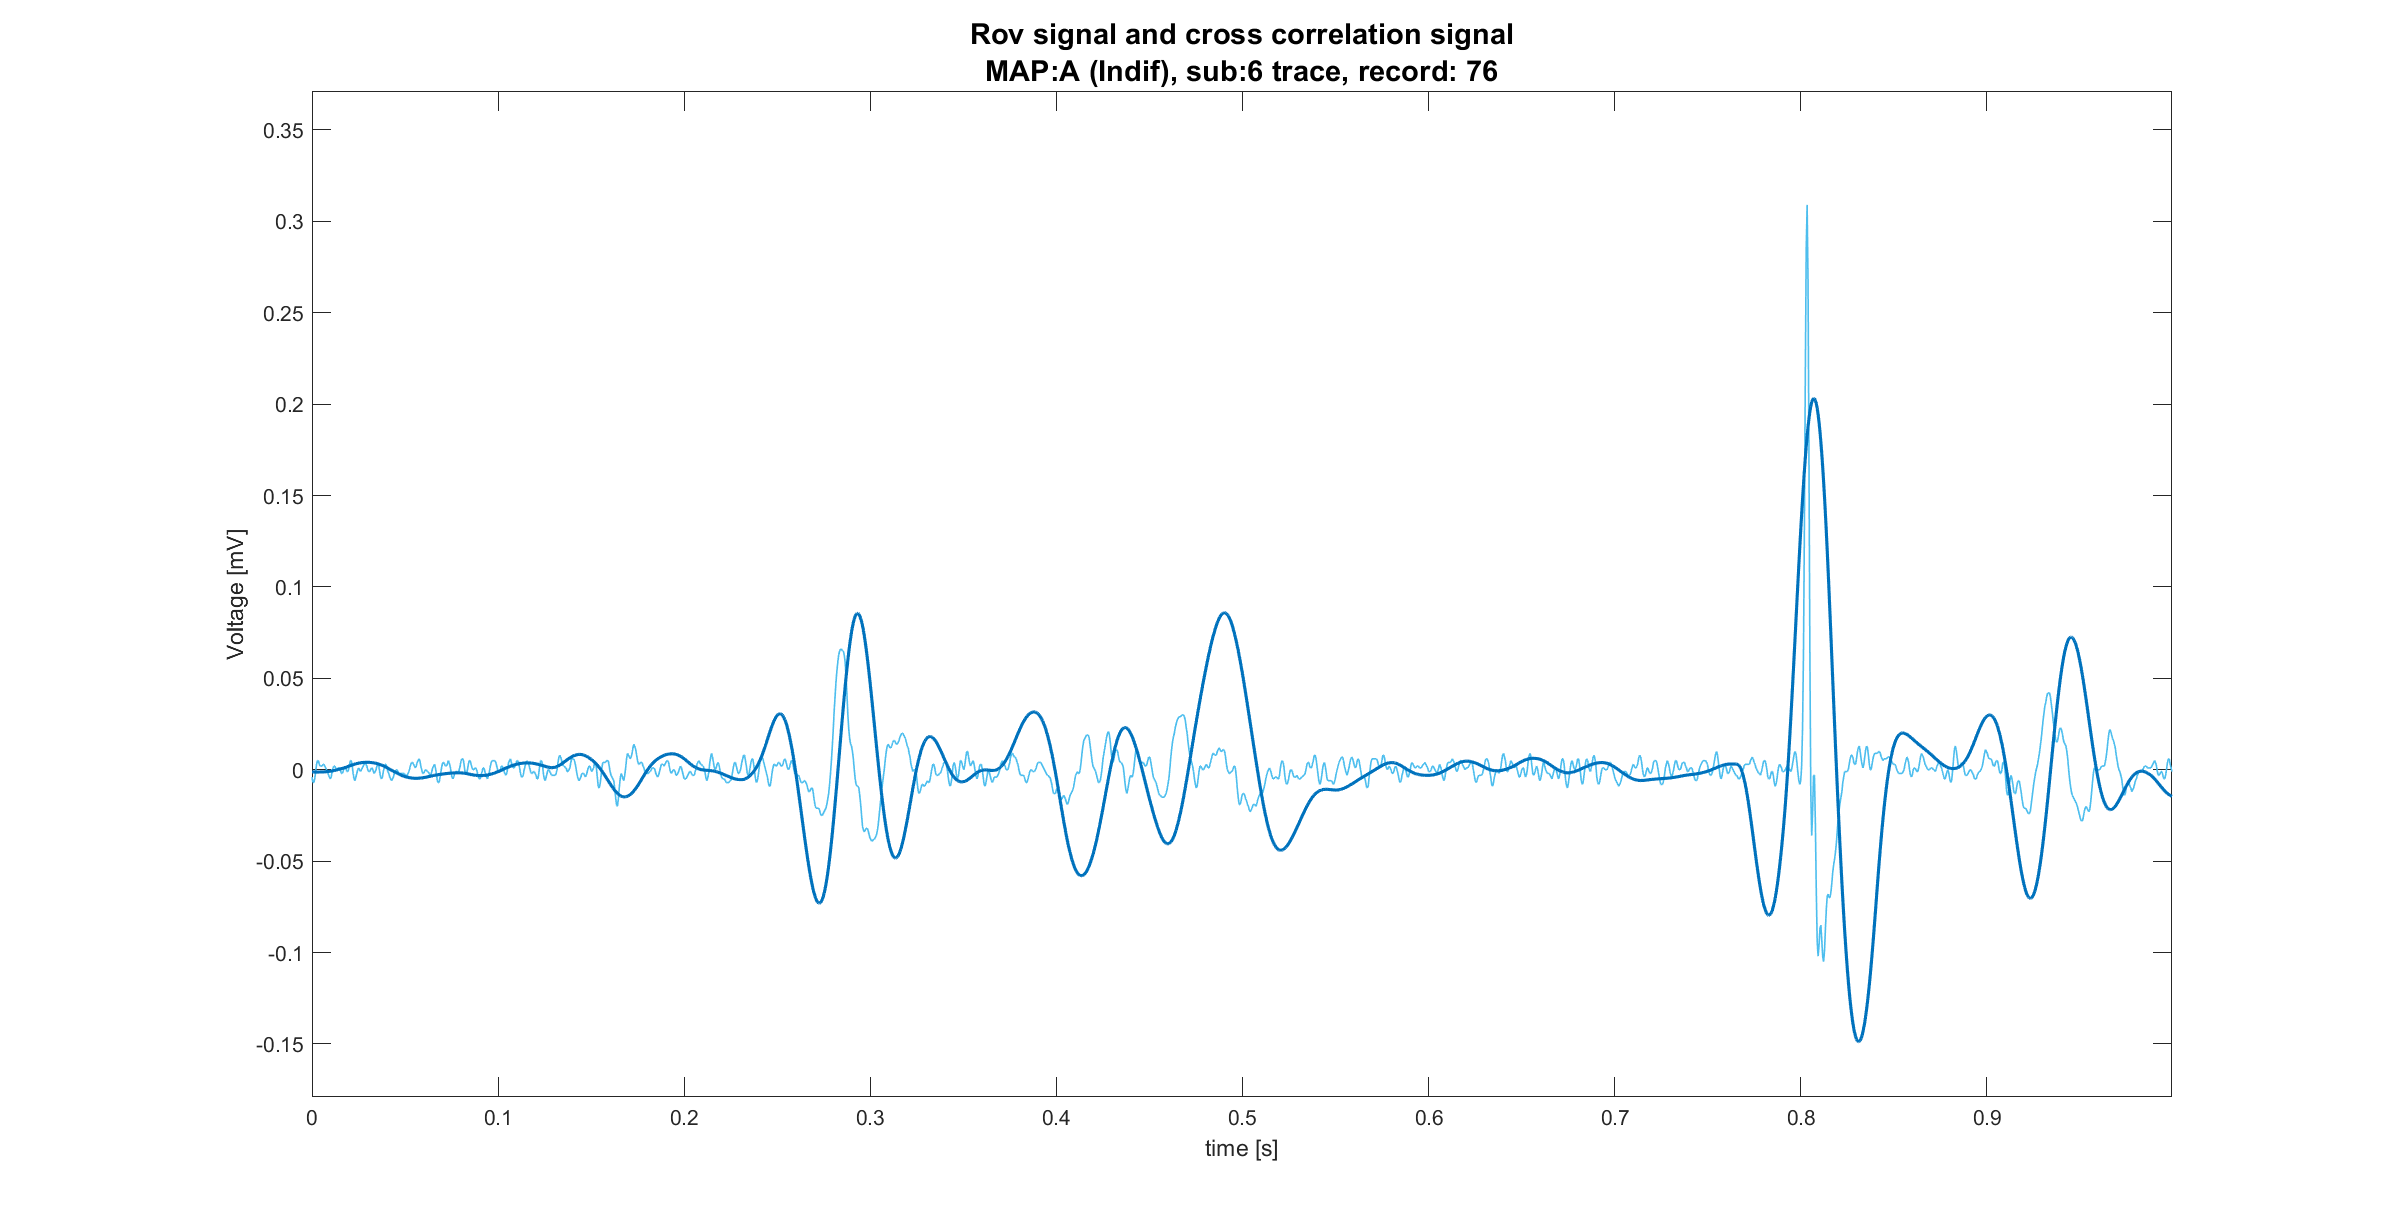 Rov signal and cross correlation signal
MAP:A (Indif), sub:6 trace, record: 76
0.35
0.3
0.25
0.2
0.15
0.1
0.05
0
-0.05
-0.1
-0.15
Voltage [mV]
0 0.1 0.2 0.3 0.4 0.5 0.6 0.7 0.8 0.9
time [s]